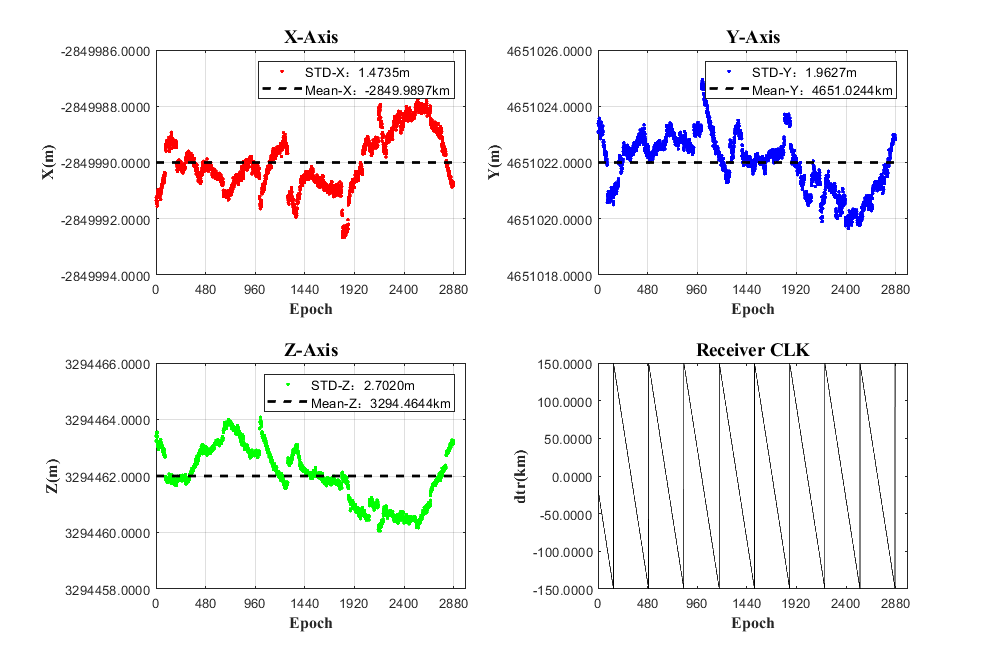 X-Axis
-2849986.0000
-2849988.0000
-2849990.0000
-2849992.0000
-2849994.0000
X(m)
STD-X：1.4735m
Mean-X：-2849.9897km
0 480 960 1440 1920 2400 2880
Epoch
Y-Axis
4651026.0000
4651024.0000
4651022.0000
4651020.0000
4651018.0000
Y(m)
STD-Y：1.9627m
Mean-Y：4651.0244km
0 480 960 1440 1920 2400 2880
Epoch
Z-Axis
3294466.0000
3294464.0000
3294462.0000
3294460.0000
3294458.0000
Z(m)
STD-Z：2.7020m
Mean-Z：3294.4644km
0 480 960 1440 1920 2400 2880
Epoch
Receiver CLK
150.0000
100.0000
50.0000
0.0000
-50.0000
-100.0000
-150.0000
dtr(km)
0 480 960 1440 1920 2400 2880
Epoch